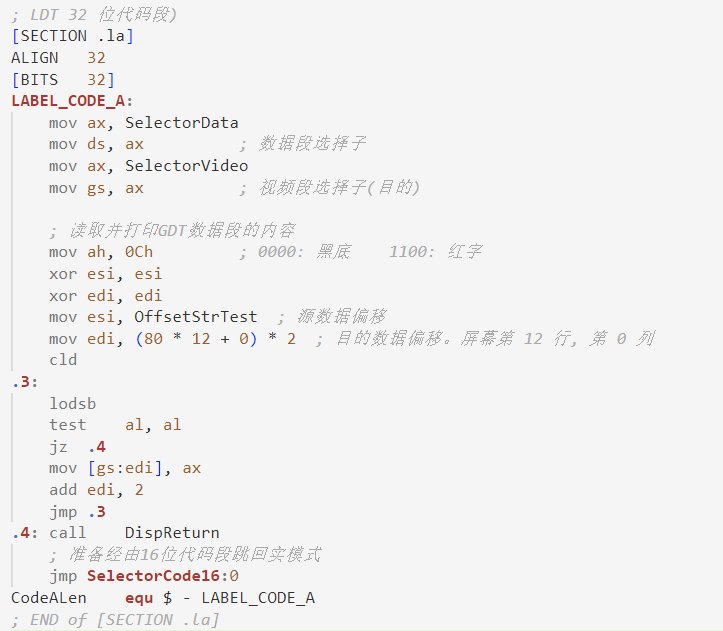 ; LDT 32 位代码段)
[SECTION .la]
ALIGN   32
[BITS   32]
LABEL_CODE_A:
    mov ax, SelectorData
    mov ds, ax          ; 数据段选择子
    mov ax, SelectorVideo
    mov gs, ax          ; 视频段选择子(目的)
    ; 读取并打印GDT数据段的内容
    mov ah, 0Ch         ; 0000: 黑底    1100: 红字
    xor esi, esi
    xor edi, edi
    mov esi, OffsetStrTest  ; 源数据偏移
    mov edi, (80 * 12 + 0) * 2  ; 目的数据偏移。屏幕第 12 行, 第 0 列
    cld
.3:
    lodsb
    test    al, al
    jz  .4
    mov [gs:edi], ax
    add edi, 2
    jmp .3
.4: call    DispReturn
    ; 准备经由16位代码段跳回实模式
    jmp SelectorCode16:0
CodeALen    equ $ - LABEL_CODE_A
; END of [SECTION .la]